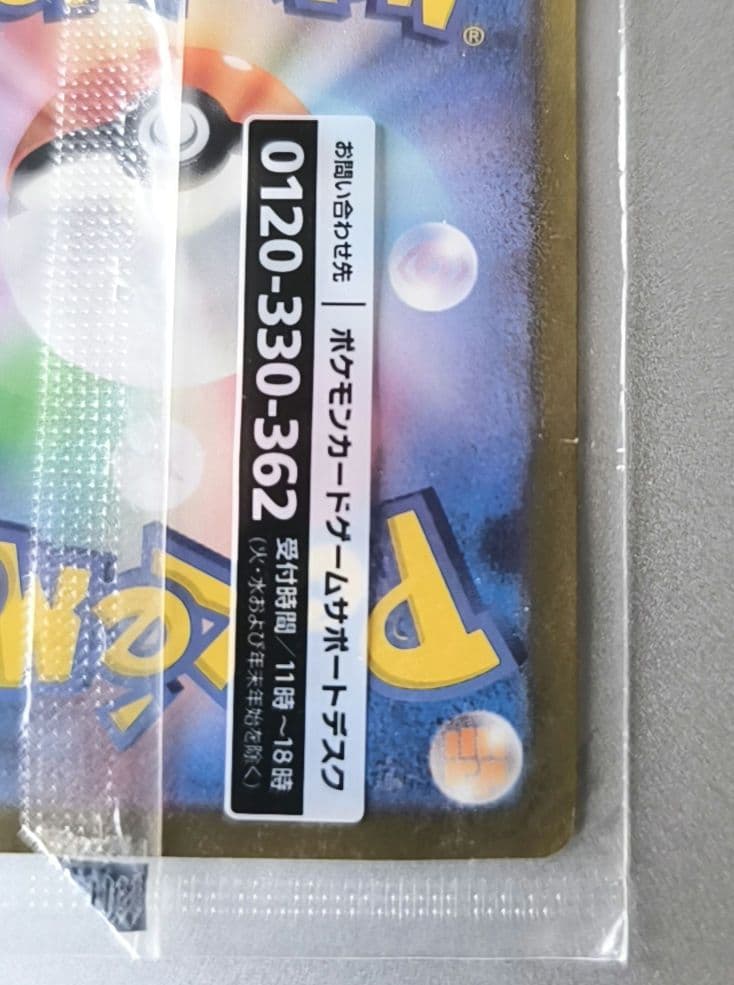 お問い合わせ先 | ポケモンカードゲームサポートデスク
0120-330-362 受付時間/11時~18時
(火・水および年末年始を除く)
®